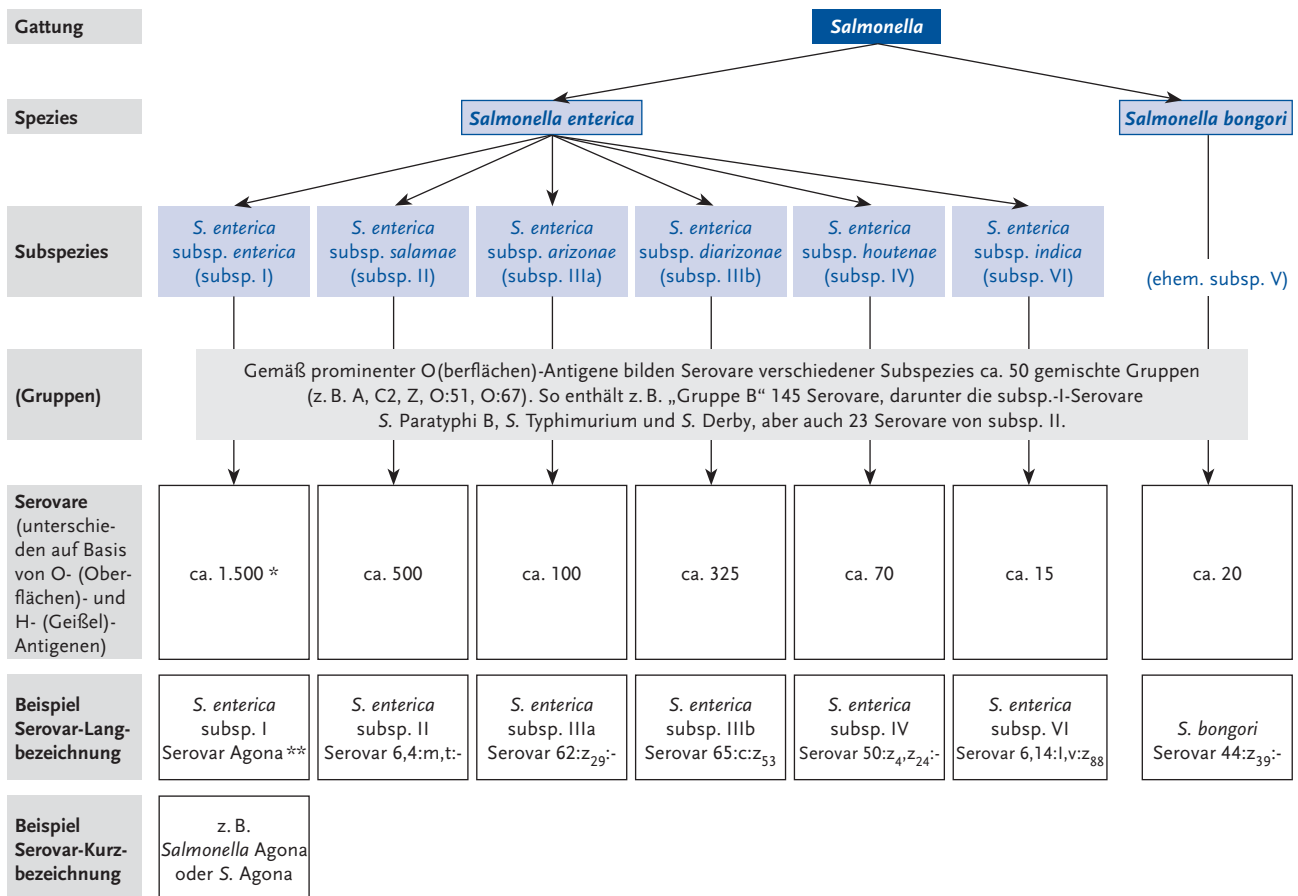 Gattung
Salmonella
Spezies
Salmonella enterica
Salmonella bongori
Subspezies
S. enterica
subsp. enterica
(subsp. I)
S. enterica
subsp. salamae
(subsp. II)
S. enterica
subsp. arizonae
(subsp. IIIa)
S. enterica
subsp. diarizonae
(subsp. IIIb)
S. enterica
subsp. houtenae
(subsp. IV)
S. enterica
subsp. indica
(subsp. VI)
(ehem. subsp. V)
(Gruppen)
Gemäß prominenter O(berflächen)-Antigene bilden Serovare verschiedener Subspezies ca. 50 gemischte Gruppen
(z. B. A, C2, Z, O:51, O:67). So enthält z. B. „Gruppe B“ 145 Serovare, darunter die subsp.-I-Serovare
S. Paratyphi B, S. Typhimurium und S. Derby, aber auch 23 Serovare von subsp. II.
Serovare
(unterschie-
den auf Basis
von O- (Ober-
flächen)- und
H- (Geißel)-
Antigenen)
ca. 1.500 *
ca. 500
ca. 100
ca. 325
ca. 70
ca. 15
ca. 20
Beispiel
Serovar-Lang-
bezeichnung
S. enterica
subsp. I
Serovar Agona **
S. enterica
subsp. II
Serovar 6,4:m,t:-
S. enterica
subsp. IIIa
Serovar 62:z29:-
S. enterica
subsp. IIIb
Serovar 65:c:z53
S. enterica
subsp. IV
Serovar 50:z4,z24:-
S. enterica
subsp. VI
Serovar 6,14:l,v:z88
S. bongori
Serovar 44:z39:-
Beispiel
Serovar-Kurz-
bezeichnung
z. B.
Salmonella Agona
oder S. Agona